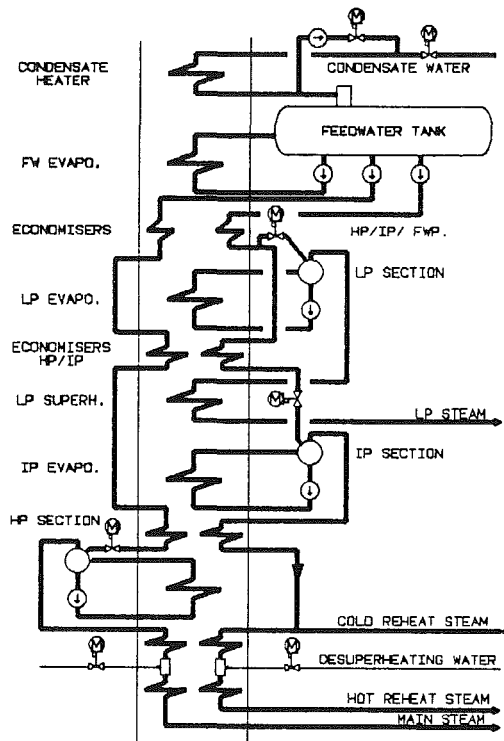 M
M
CONDENSATE
HEATER
CONDENSATE WATER
FEEDWATER TANK
FW EVAPO.
M
ECONOMISERS
HP/IP/ FWP.
LP SECTION
LP EVAPO.
ECONOMISERS
HP/IP
LP SUPERH.
M
LP STEAM
IP SECTION
IP EVAPO.
HP SECTION
M
COLD REHEAT STEAM
M
M
DESUPERHEATING WATER
HOT REHEAT STEAM
MAIN STEAM